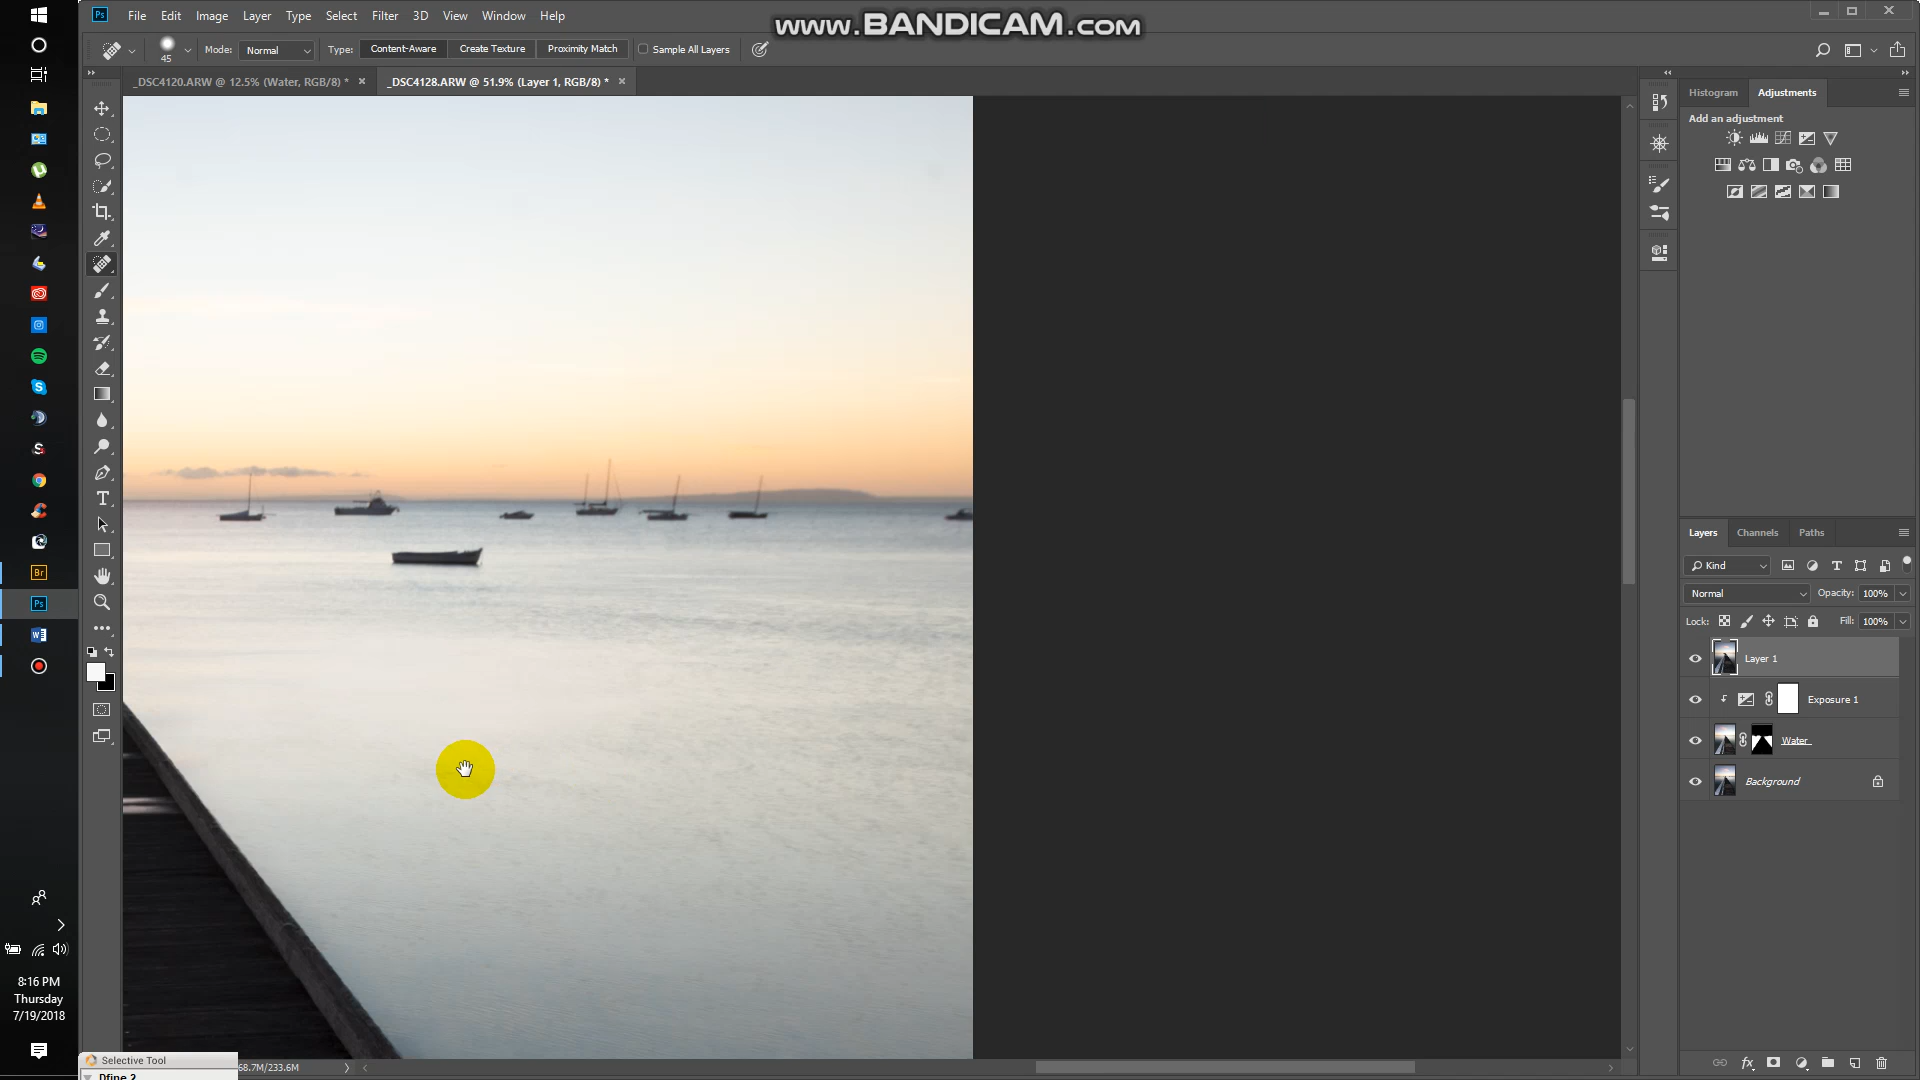 File Edit Image Layer Type Select Filter 3D View Window Help
www.BANDICAM.com
45
Mode: Normal
Type: Content-Aware Create Texture Proximity Match
Sample All Layers
_DSC4120.ARW @ 12.5% (Water, RGB/8) *
_DSC4128.ARW @ 51.9% (Layer 1, RGB/8) *
Histogram Adjustments
Add an adjustment
Layers Channels Paths
Kind
Normal
Opacity: 100%
Lock:
Fill: 100%
Layer 1
Exposure 1
Water
Background
8:16 PM
Thursday
7/19/2018
Selective Tool
Dfine 2
68.7M/233.6M